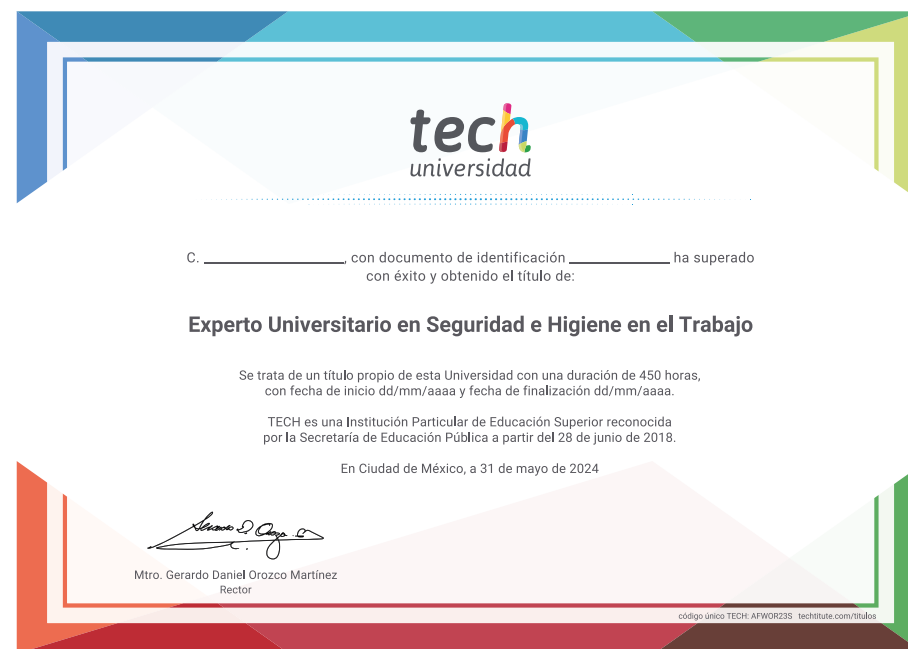 tech
universidad
C. ____________, con documento de identificación ____________ ha superado
con éxito y obtenido el título de:
Experto Universitario en Seguridad e Higiene en el Trabajo
Se trata de un título propio de esta Universidad con una duración de 450 horas,
con fecha de inicio dd/mm/aaaa y fecha de finalización dd/mm/aaaa.
TECH es una Institución Particular de Educación Superior reconocida
por la Secretaría de Educación Pública a partir del 28 de junio de 2018.
En Ciudad de México, a 31 de mayo de 2024
Mtro. Gerardo Daniel Orozco Martínez
Rector
código único TECH: AFWOR23S techtitute.com/titulos